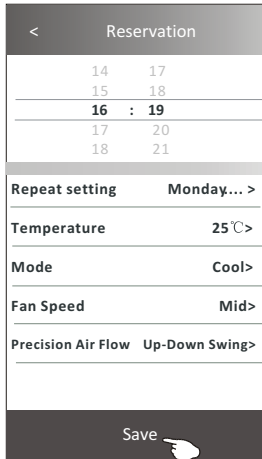 < Reservation
14 17
15 18
16 : 19
17 20
18 21
Repeat setting Monday.... >
Temperature 25℃>
Mode Cool>
Fan Speed Mid>
Precision Air Flow Up-Down Swing>
Save